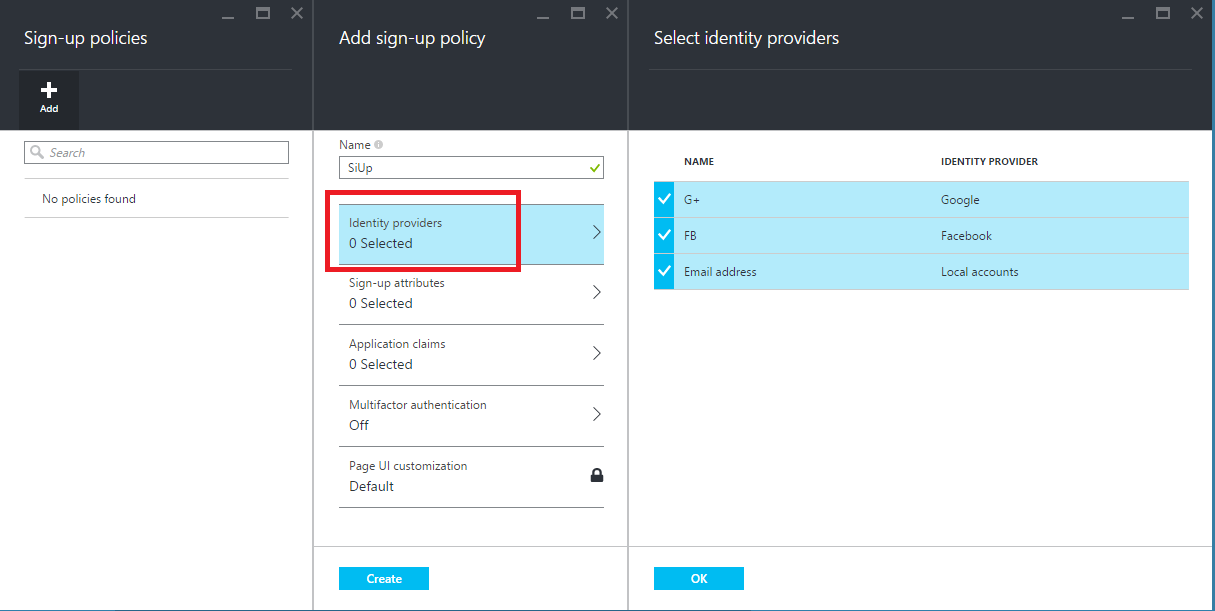 Sign-up policies
Add
Search
No policies found
Add sign-up policy
Name
SiUp
Identity providers
0 Selected
Sign-up attributes
0 Selected
Application claims
0 Selected
Multifactor authentication
Off
Page UI customization
Default
Create
Select identity providers
NAME IDENTITY PROVIDER
G+ Google
FB Facebook
Email address Local accounts
OK